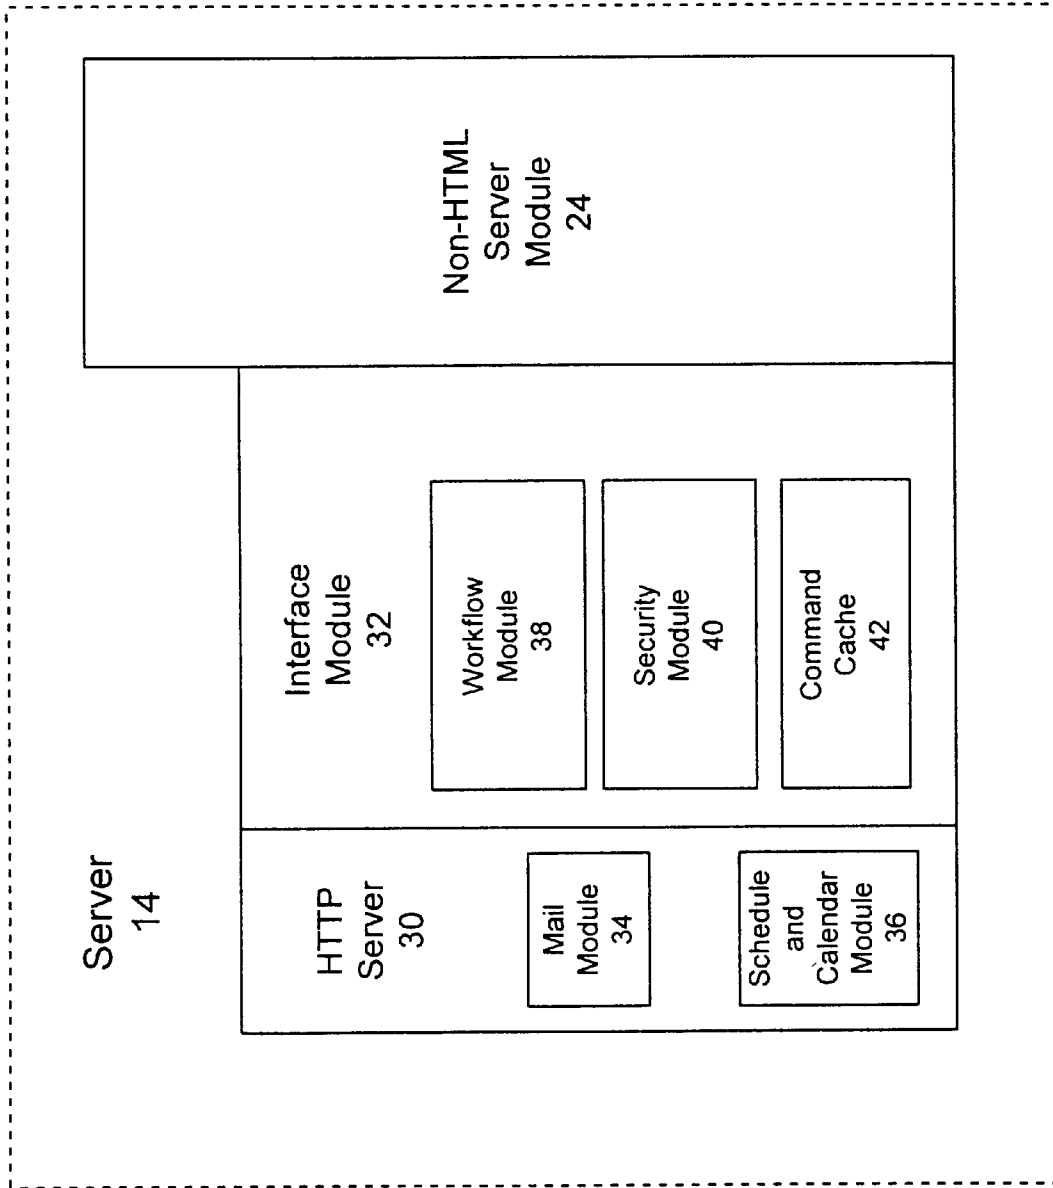 Server
14
HTTP
Server
30
Mail
Module
34
Schedule
and
Calendar
Module
36
Interface
Module
32
Workflow
Module
38
Security
Module
40
Command
Cache
42
Non-HTML
Server
Module
24